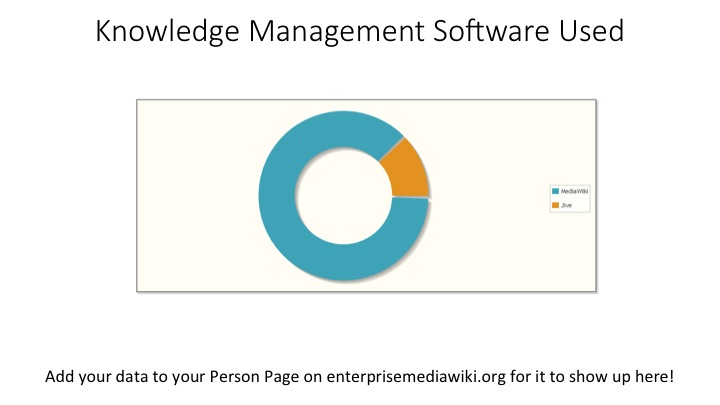 Knowledge Management Software Used
MediaWiki
Jive
Add your data to your Person Page on enterprisemediawiki.org for it to show up here!